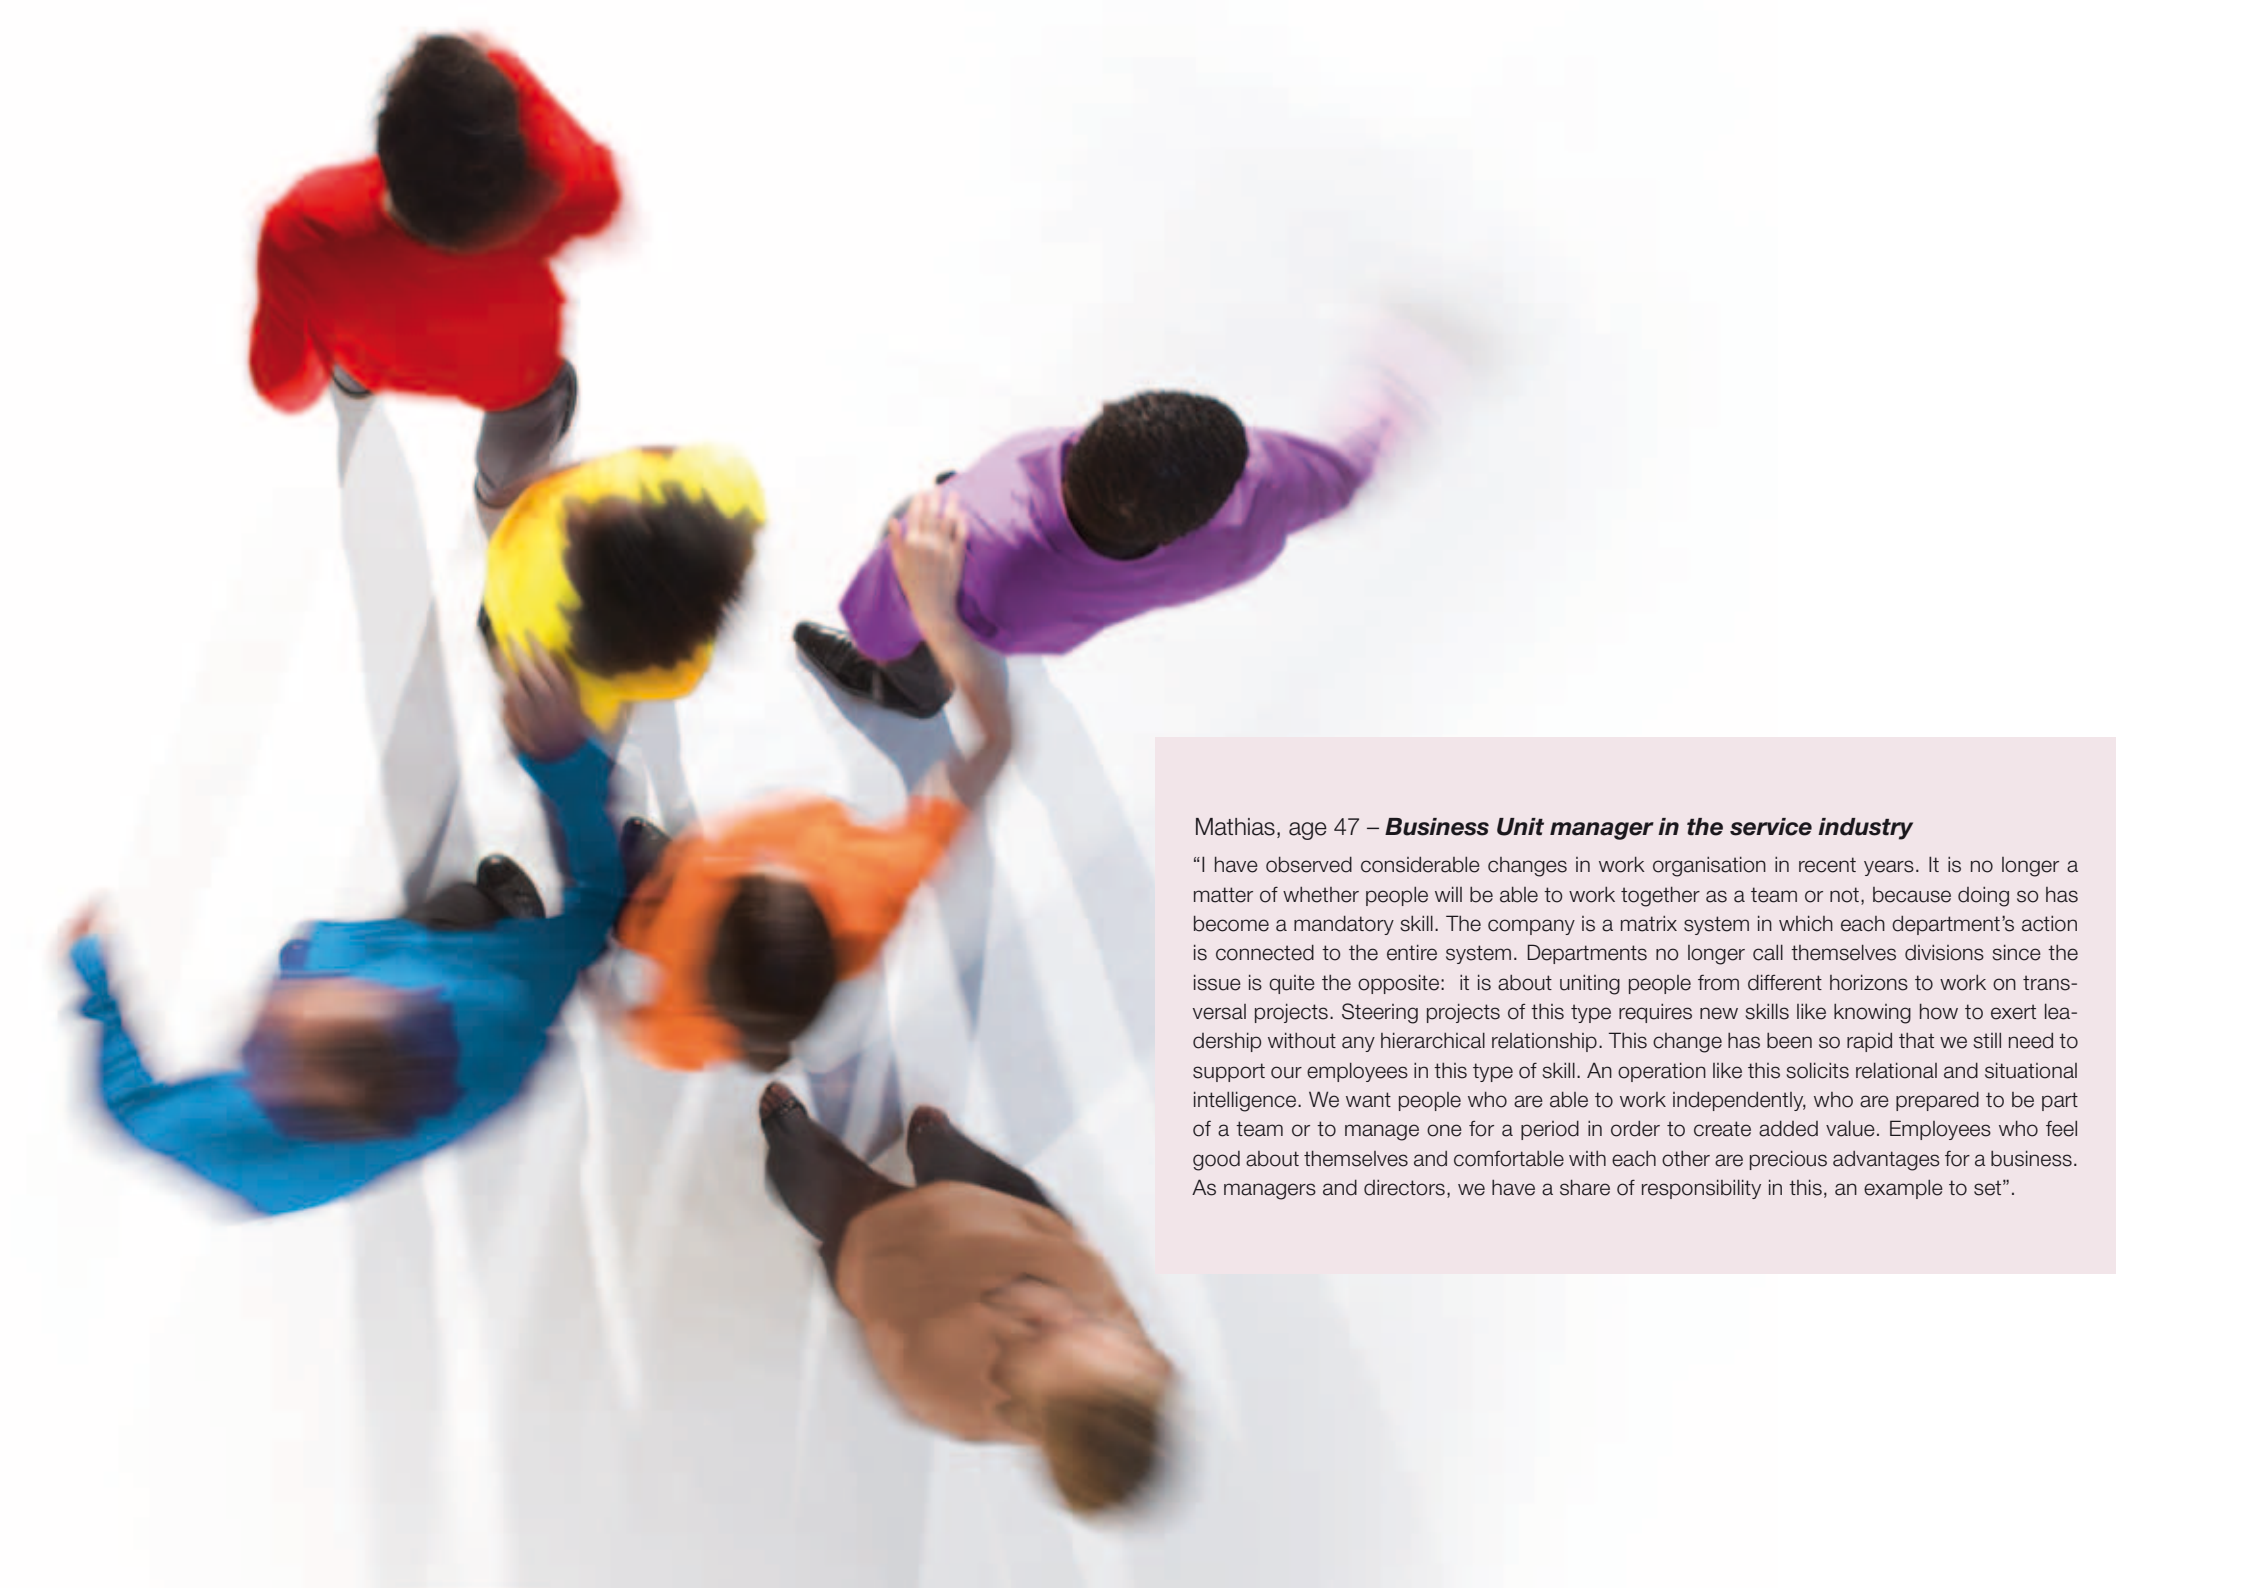 Mathias, age 47 – Business Unit manager in the service industry
“I have observed considerable changes in work organisation in recent years. It is no longer a
matter of whether people will be able to work together as a team or not, because doing so has
become a mandatory skill. The company is a matrix system in which each department’s action
is connected to the entire system. Departments no longer call themselves divisions since the
issue is quite the opposite:  it is about uniting people from different horizons to work on trans-
versal projects. Steering projects of this type requires new skills like knowing how to exert lea-
dership without any hierarchical relationship. This change has been so rapid that we still need to
support our employees in this type of skill. An operation like this solicits relational and situational
intelligence. We want people who are able to work independently, who are prepared to be part
of a team or to manage one for a period in order to create added value. Employees who feel
good about themselves and comfortable with each other are precious advantages for a business.
As managers and directors, we have a share of responsibility in this, an example to set”.